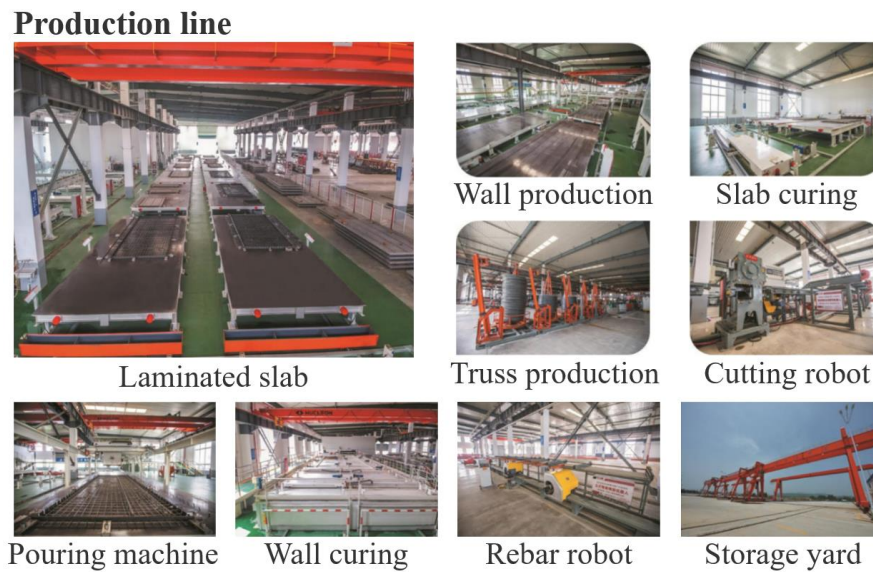 Production line
Wall production
Slab curing
Laminated slab
Truss production
Cutting robot
Pouring machine
Wall curing
Rebar robot
Storage yard